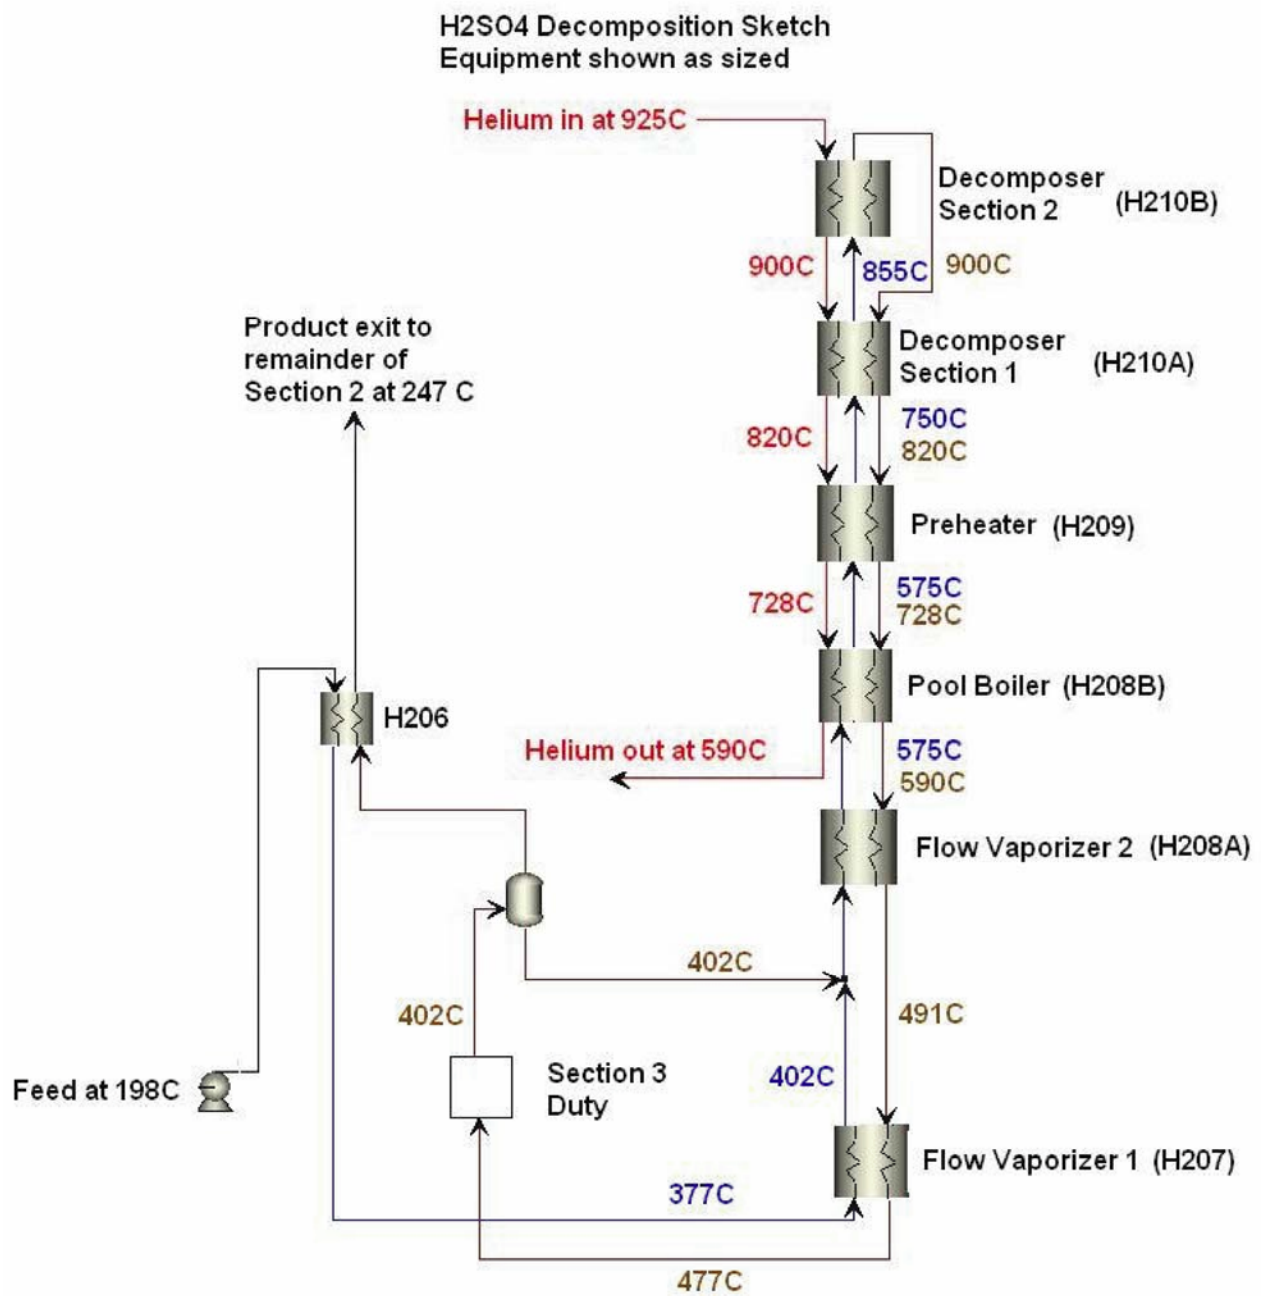 H2SO4 Decomposition Sketch
Equipment shown as sized
Helium in at 925C
Decomposer
Section 2 (H210B)
900C
855C
900C
Product exit to
remainder of
Section 2 at 247 C
Decomposer
Section 1 (H210A)
820C
750C
820C
Preheater (H209)
728C
575C
728C
Pool Boiler (H208B)
H206
Helium out at 590C
575C
590C
Flow Vaporizer 2 (H208A)
402C
402C
491C
Feed at 198C
Section 3
Duty
402C
Flow Vaporizer 1 (H207)
377C
477C